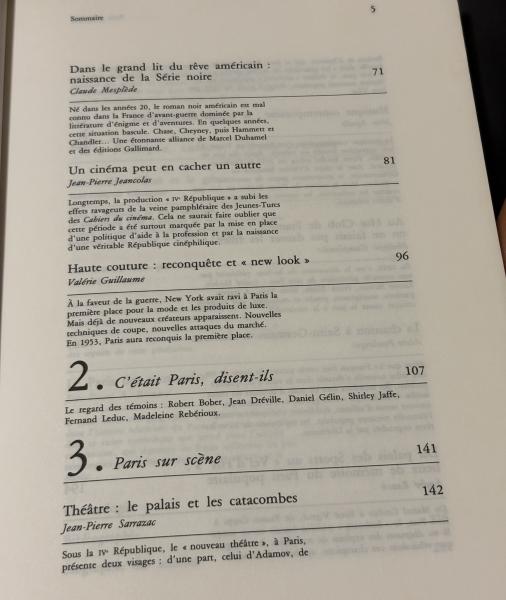 Sommaire 5
Dans le grand lit du rêve américain :
naissance de la Série noire 71
Claude Mesplède
Né dans les années 20, le roman noir américain est mal
connu dans la France d'avant-guerre dominée par la
littérature d'énigme et d'aventures. En quelques années,
cette situation bascule. Chase, Cheyney, puis Hammett et
Chandler... Une étonnante alliance de Marcel Duhamel
et des éditions Gallimard.
Un cinéma peut en cacher un autre 81
Jean-Pierre Jeancolas
Longtemps, la production « IVe République » a subi les
effets ravageurs de la veine pamphlétaire des Jeunes-Turcs
des Cahiers du cinéma. Cela ne saurait faire oublier que
cette période a été surtout marquée par la mise en place
d'une politique d'aide à la profession et par la naissance
d'une véritable République cinéphilique.
Haute couture : reconquête et « new look » 96
Valérie Guillaume
À la faveur de la guerre, New York avait ravi à Paris la
première place pour la mode et les produits de luxe.
Mais déjà de nouveaux créateurs apparaissent. Nouvelles
techniques de coupe, nouvelles attaques du marché.
En 1953, Paris aura reconquis la première place.
2. C'était Paris, disent-ils 107
Le regard des témoins : Robert Bober, Jean Dréville, Daniel Gélin, Shirley Jaffe,
Fernand Leduc, Madeleine Rebérioux.
3. Paris sur scène 141
Théâtre : le palais et les catacombes 142
Jean-Pierre Sarrazac
Sous la IVe République, le « nouveau théâtre », à Paris,
présente deux visages : d'une part, celui d'Adamov, de